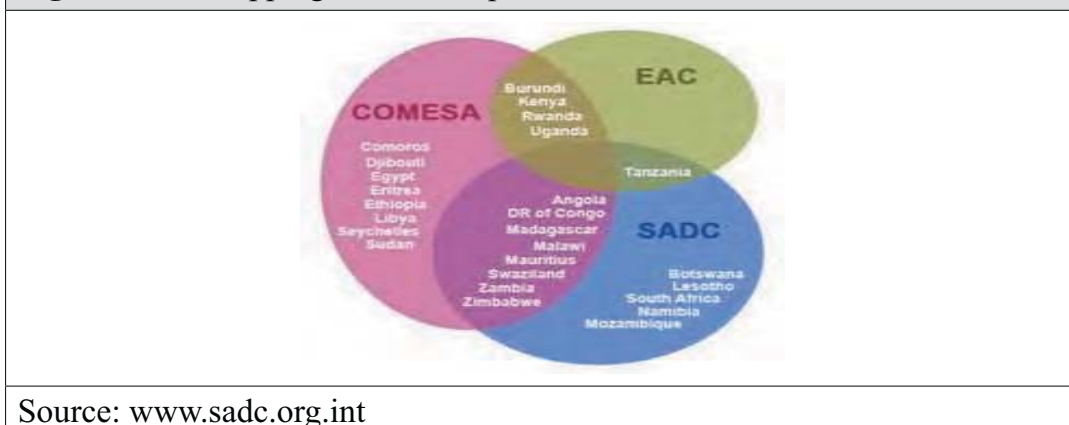 EAC
Burundi
Kenya
Rwanda
Uganda
COMESA
Comoros
Djibouti
Egypt
Eritrea
Ethiopia
Libya
Seychelles
Sudan
Tanzania
Angola
DR of Congo
Madagascar
Malawi
Mauritius
Swaziland
Zambia
Zimbabwe
SADC
Botswana
Lesotho
South Africa
Namibia
Mozambique
Source: www.sadc.org.int